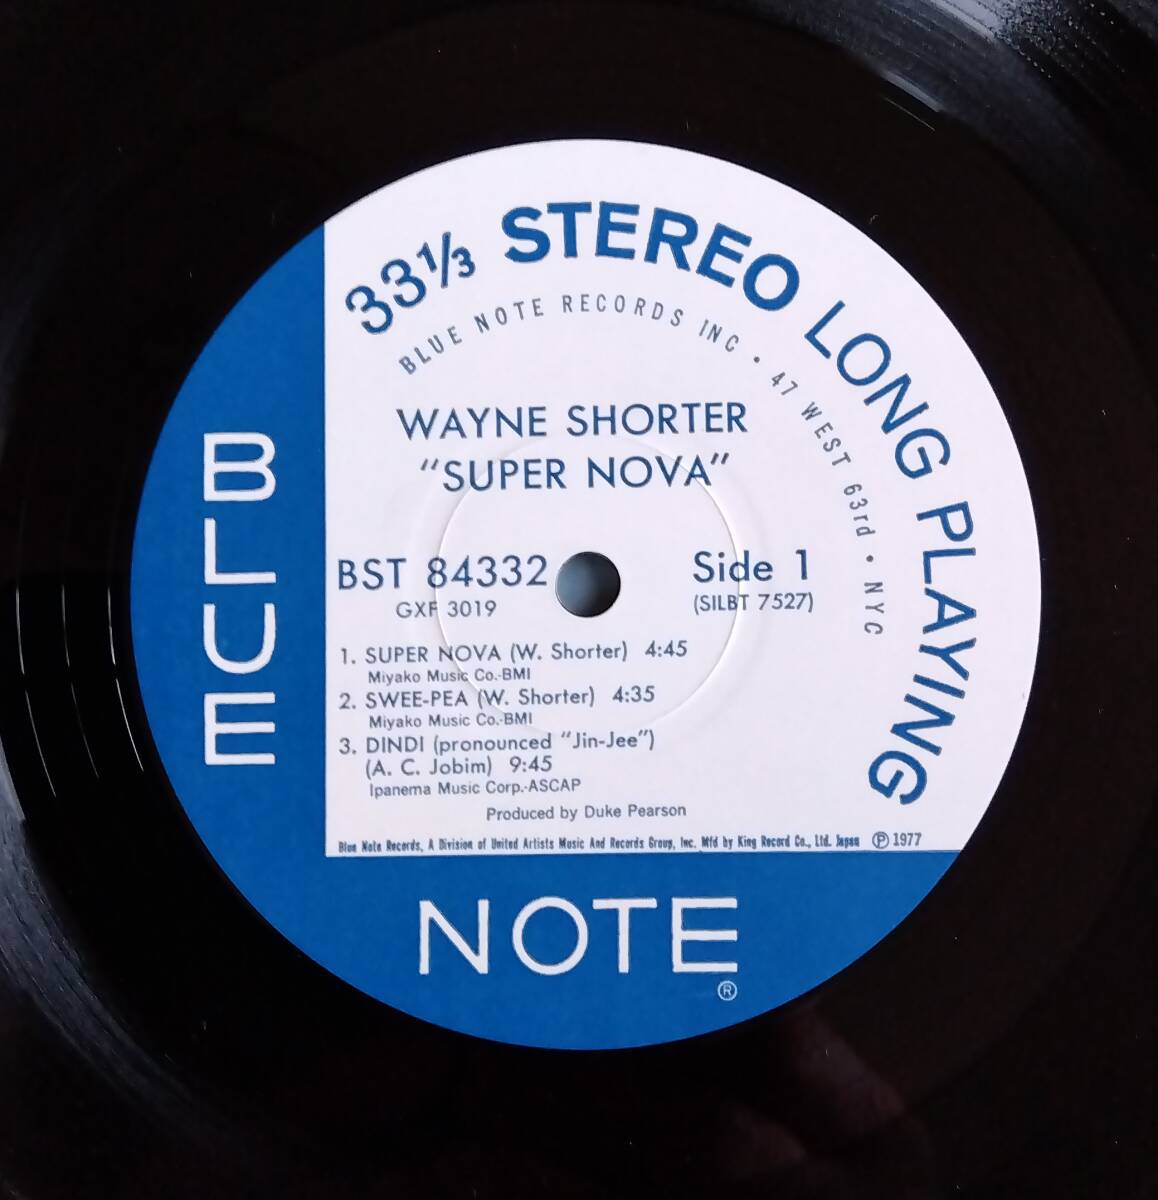 33 1/3 STEREO LONG PLAYING
BLUE NOTE RECORDS INC • 47 WEST 63rd • NYC
WAYNE SHORTER
"SUPER NOVA"
BST 84332
GXF 3019
Side 1
(SILBT 7527)
1. SUPER NOVA (W. Shorter) 4:45
Miyako Music Co.-BMI
2. SWEE-PEA (W. Shorter) 4:35
Miyako Music Co.-BMI
3. DINDI (pronounced "Jin-Jee")
(A. C. Jobim) 9:45
Ipanema Music Corp.-ASCAP
Produced by Duke Pearson
Blue Note Records, A Division of United Artists Music And Records Group, Inc. Mfd by King Record Co., Ltd. Japan ℗ 1977
BLUE
NOTE
®